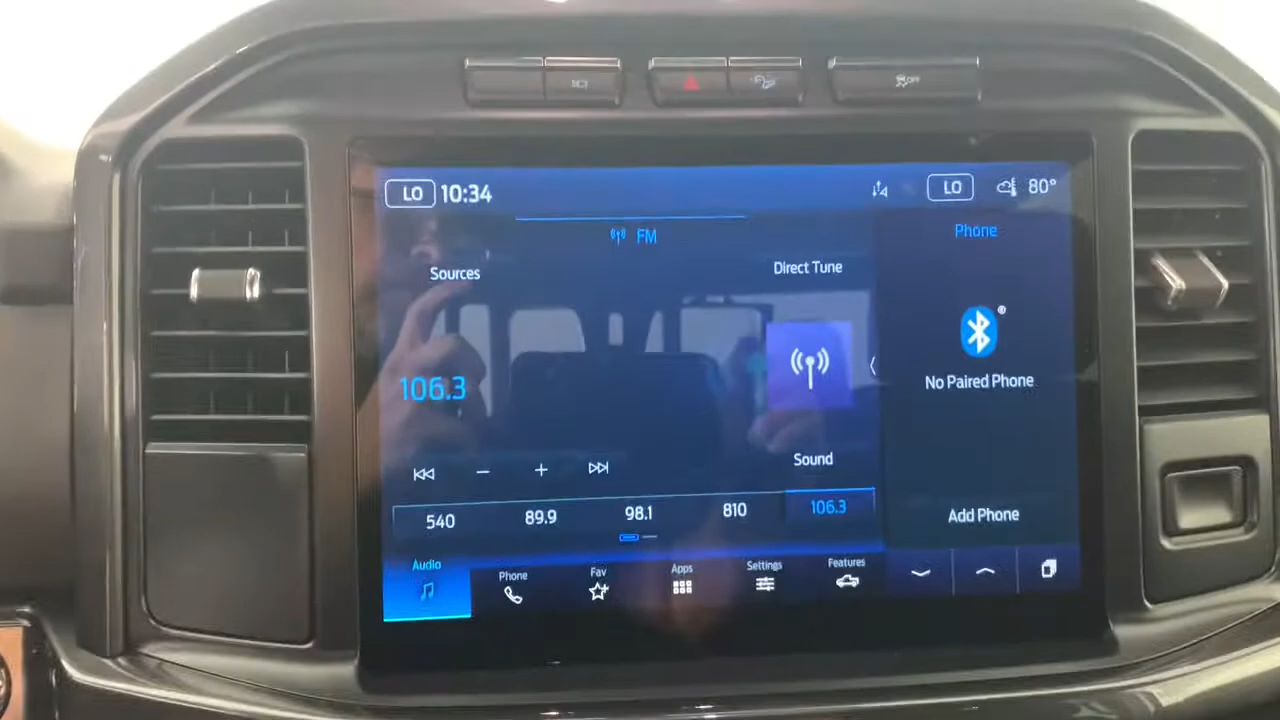 OFF
LO 10:34
LO 80°
FM
Phone
Sources
Direct Tune
106.3
No Paired Phone
Sound
540 89.9 98.1 810 106.3
Add Phone
Audio Phone Fav Apps Settings Features